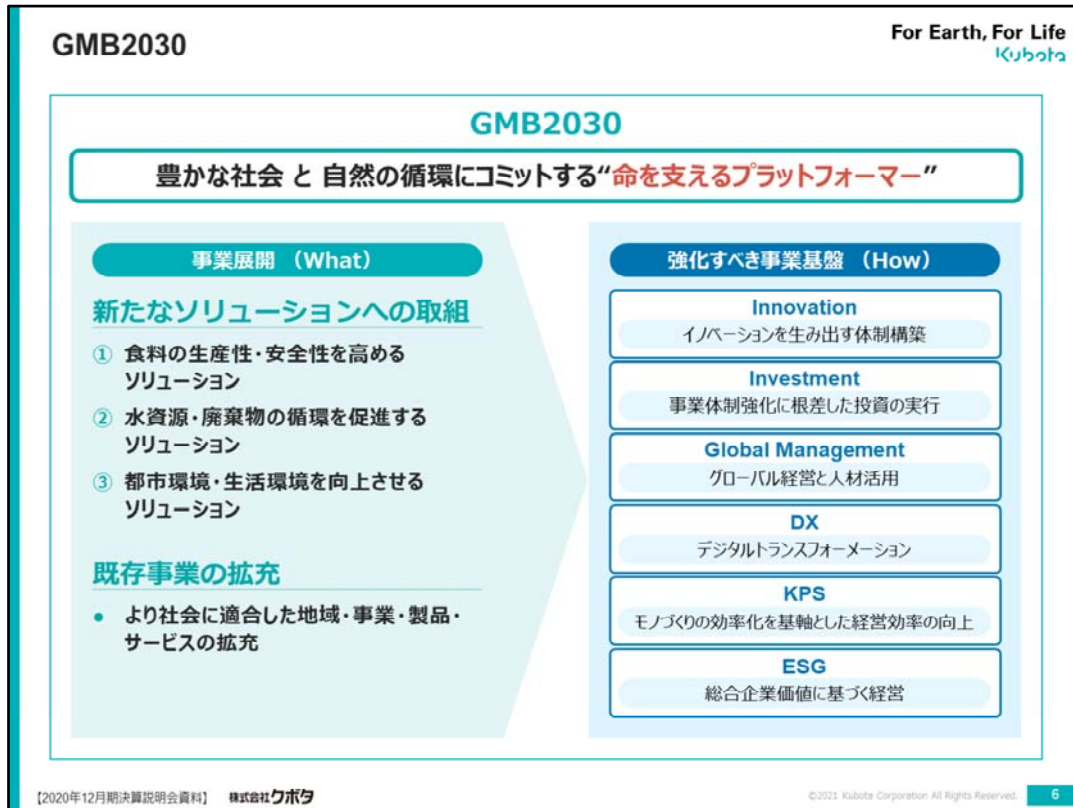 GMB2030
For Earth, For Life
Kubota
GMB2030
豊かな社会 と 自然の循環にコミットする“命を支えるプラットフォーマー”
事業展開 （What）
新たなソリューションへの取組
① 食料の生産性・安全性を高める
ソリューション
② 水資源・廃棄物の循環を促進する
ソリューション
③ 都市環境・生活環境を向上させる
ソリューション
既存事業の拡充
• より社会に適合した地域・事業・製品・
サービスの拡充
強化すべき事業基盤 （How）
Innovation
イノベーションを生み出す体制構築
Investment
事業体制強化に根差した投資の実行
Global Management
グローバル経営と人材活用
DX
デジタルトランスフォーメーション
KPS
モノづくりの効率化を基軸とした経営効率の向上
ESG
総合企業価値に基づく経営
【2020年12月期決算説明会資料】 株式会社クボタ
©2021 Kubota Corporation All Rights Reserved. 6